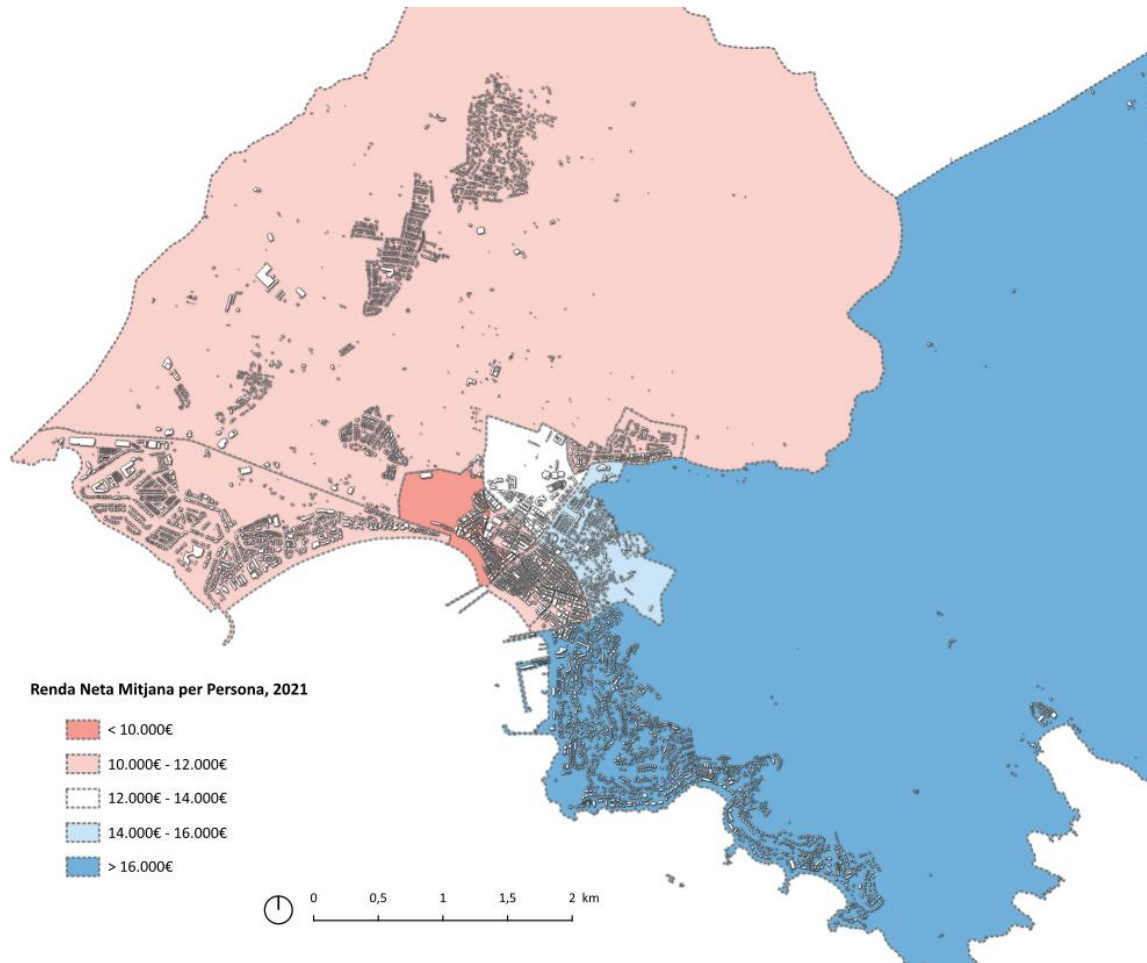 Renda Neta Mitjana per Persona, 2021
< 10.000€
10.000€ - 12.000€
12.000€ - 14.000€
14.000€ - 16.000€
> 16.000€
0 0,5 1 1,5 2 km